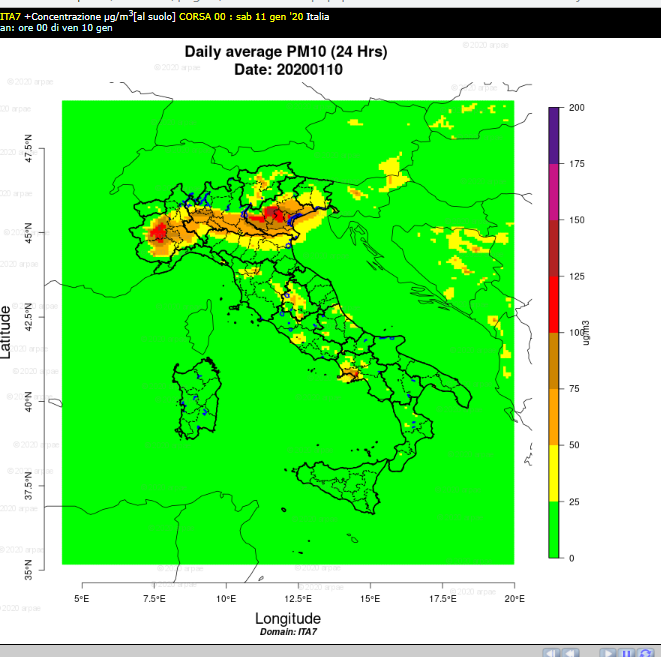 ITA7 +Concentrazione µg/m3[al suolo] CORSA 00 : sab 11 gen '20 Italia
an: ore 00 di ven 10 gen
Daily average PM10 (24 Hrs)
Date: 20200110
©2020 arpae
47.5°N
45°N
42.5°N
40°N
37.5°N
35°N
Latitude
5°E 7.5°E 10°E 12.5°E 15°E 17.5°E 20°E
Longitude
Domain: ITA7
200
175
150
125
100
75
50
25
0
ug/m3